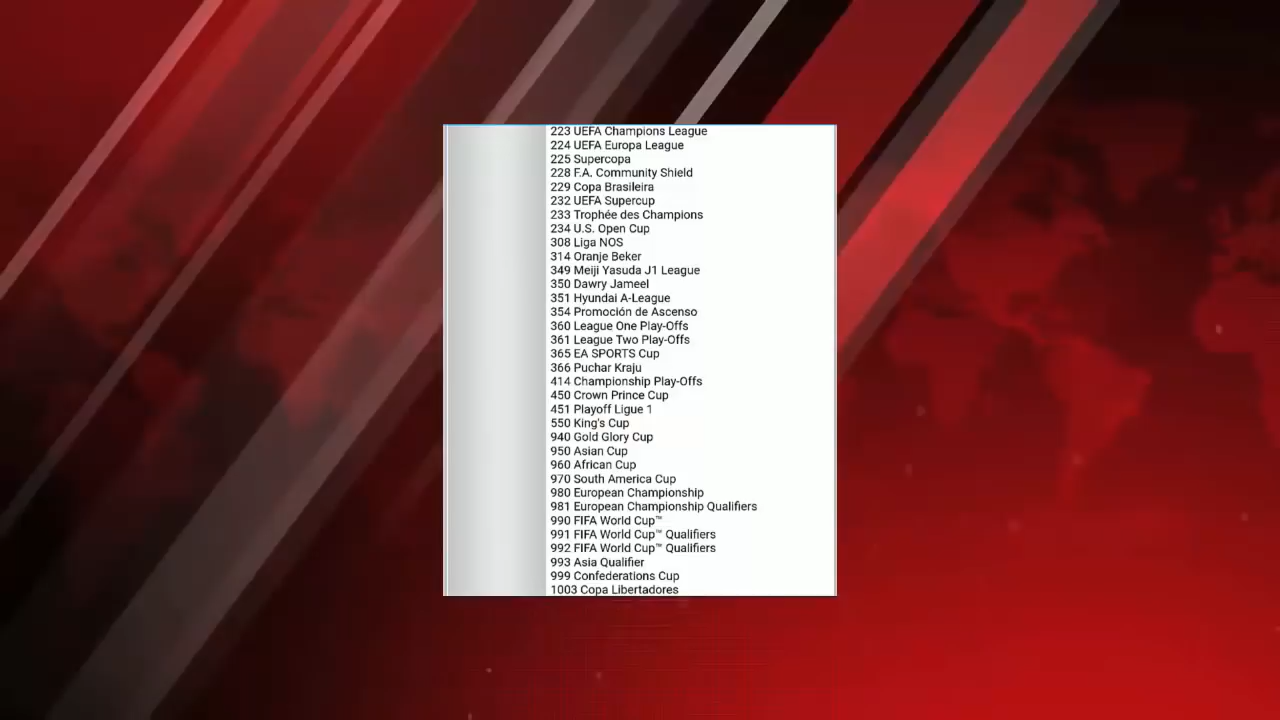 223 UEFA Champions League
224 UEFA Europa League
225 Supercopa
228 F.A. Community Shield
229 Copa Brasileira
232 UEFA Supercup
233 Trophée des Champions
234 U.S. Open Cup
308 Liga NOS
314 Oranje Beker
349 Meiji Yasuda J1 League
350 Dawry Jameel
351 Hyundai A-League
354 Promoción de Ascenso
360 League One Play-Offs
361 League Two Play-Offs
365 EA SPORTS Cup
366 Puchar Kraju
414 Championship Play-Offs
450 Crown Prince Cup
451 Playoff Ligue 1
550 King's Cup
940 Gold Glory Cup
950 Asian Cup
960 African Cup
970 South America Cup
980 European Championship
981 European Championship Qualifiers
990 FIFA World Cup™
991 FIFA World Cup™ Qualifiers
992 FIFA World Cup™ Qualifiers
993 Asia Qualifier
999 Confederations Cup
1003 Copa Libertadores